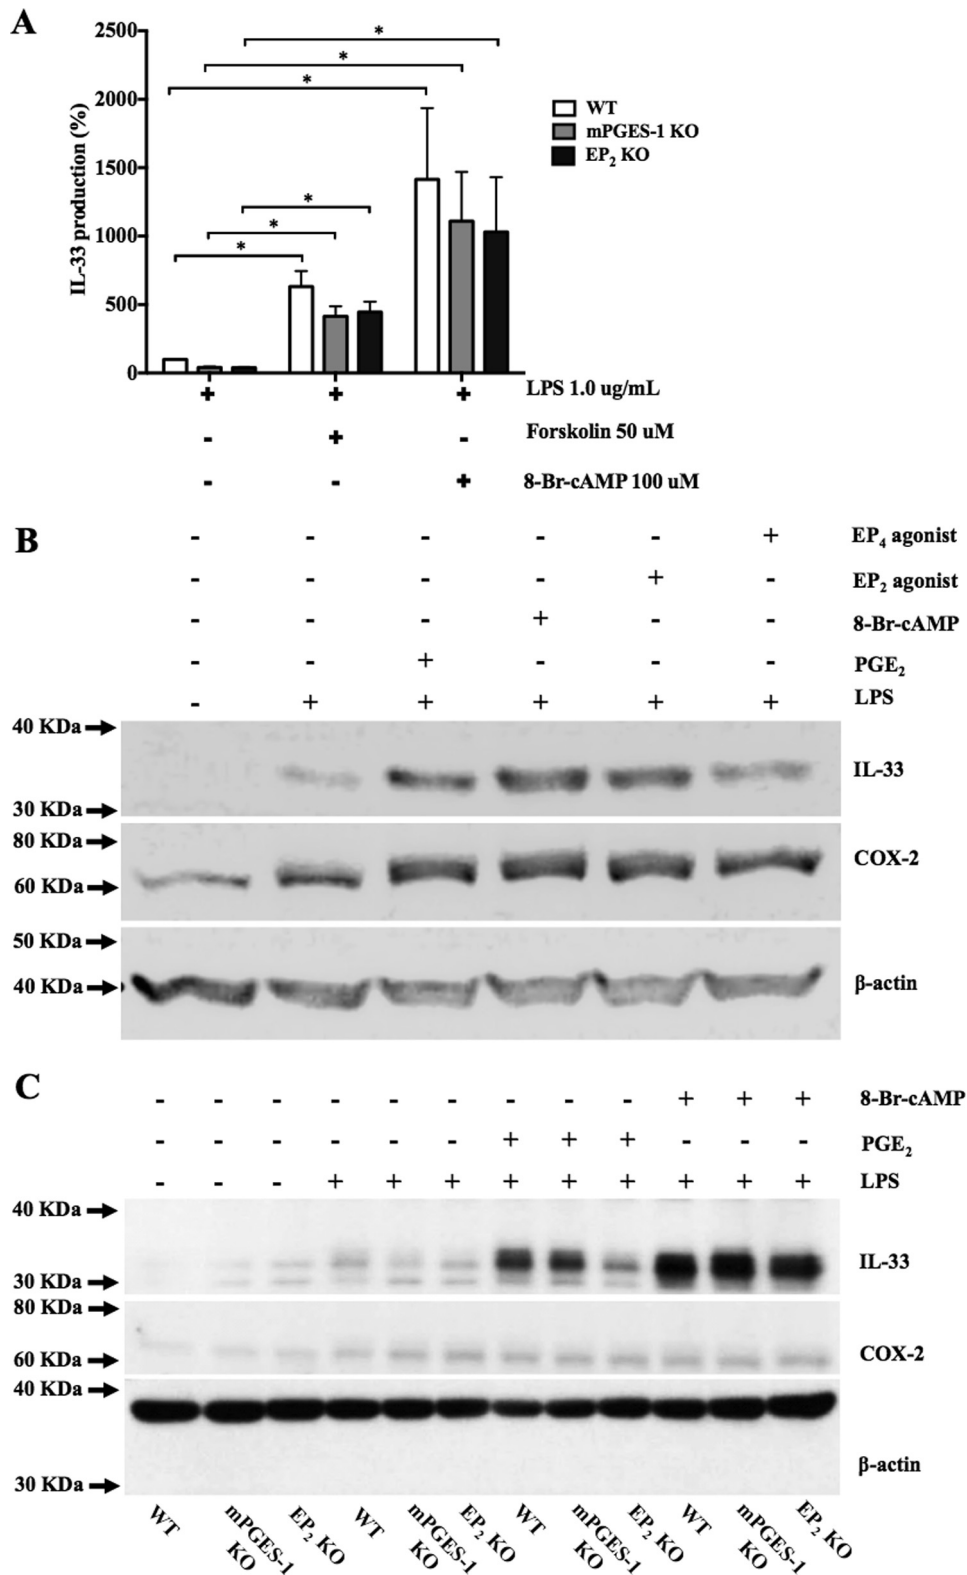 A
2500
2000
1500
1000
500
0
IL-33 production (%)
* * * * * *
WT
mPGES-1 KO
EP2 KO
+ + + LPS 1.0 ug/mL
- + - Forskolin 50 uM
- - + 8-Br-cAMP 100 uM
B
- - - - - + EP4 agonist
- - - - + - EP2 agonist
- - - + - - 8-Br-cAMP
- - + - - - PGE2
- + + + + + LPS
40 KDa
IL-33
30 KDa
80 KDa
COX-2
60 KDa
50 KDa
40 KDa
β-actin
C
- - - - - - - - - + + + 8-Br-cAMP
- - - - - - + + + - - - PGE2
- - - + + + + + + + + + LPS
40 KDa
IL-33
30 KDa
80 KDa
COX-2
60 KDa
40 KDa
β-actin
30 KDa
WT mPGES-1 KO EP2 KO WT mPGES-1 KO EP2 KO WT mPGES-1 KO EP2 KO WT mPGES-1 KO EP2 KO